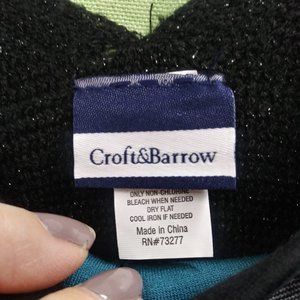 Croft&Barrow
ONLY NON-CHLORINE
BLEACH WHEN NEEDED
DRY FLAT
COOL IRON IF NEEDED
Made in China
RN#73277